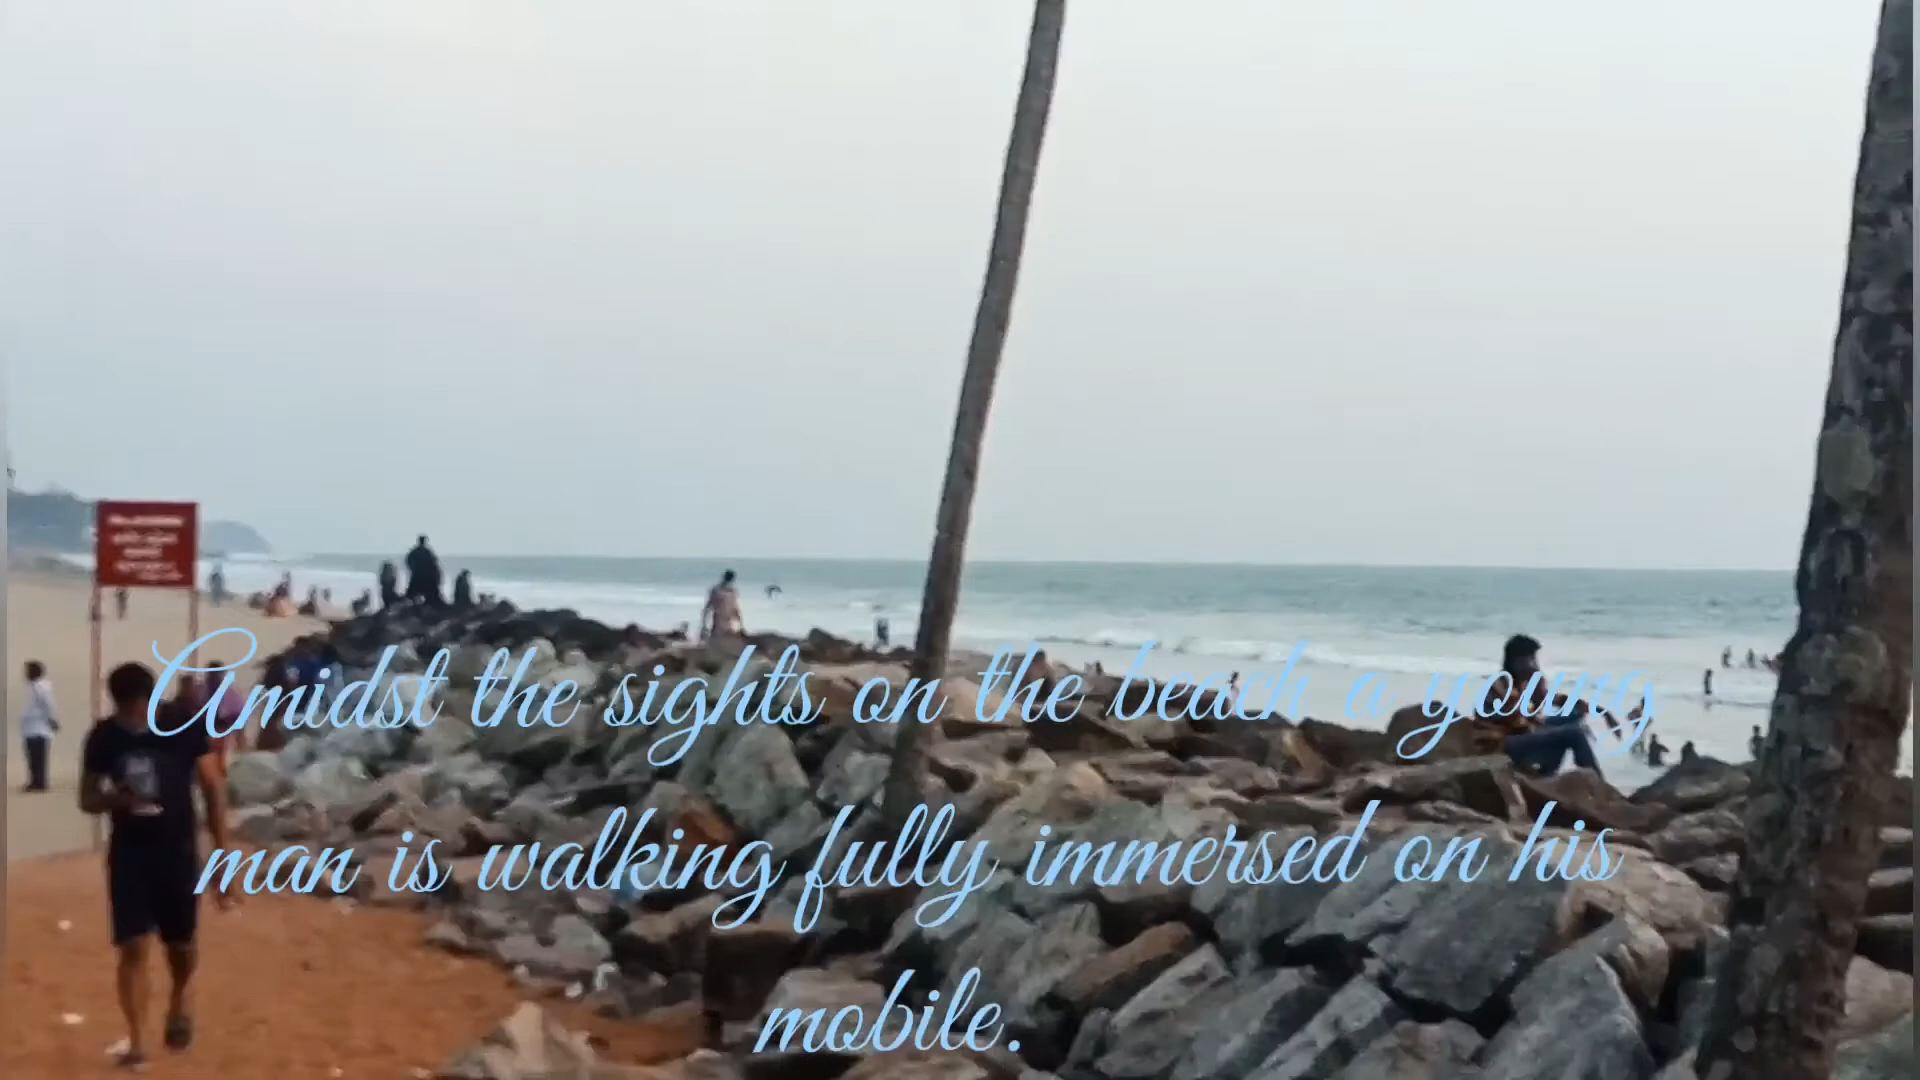 Amidst the sights on the beach a young
man is walking fully immersed on his
mobile.